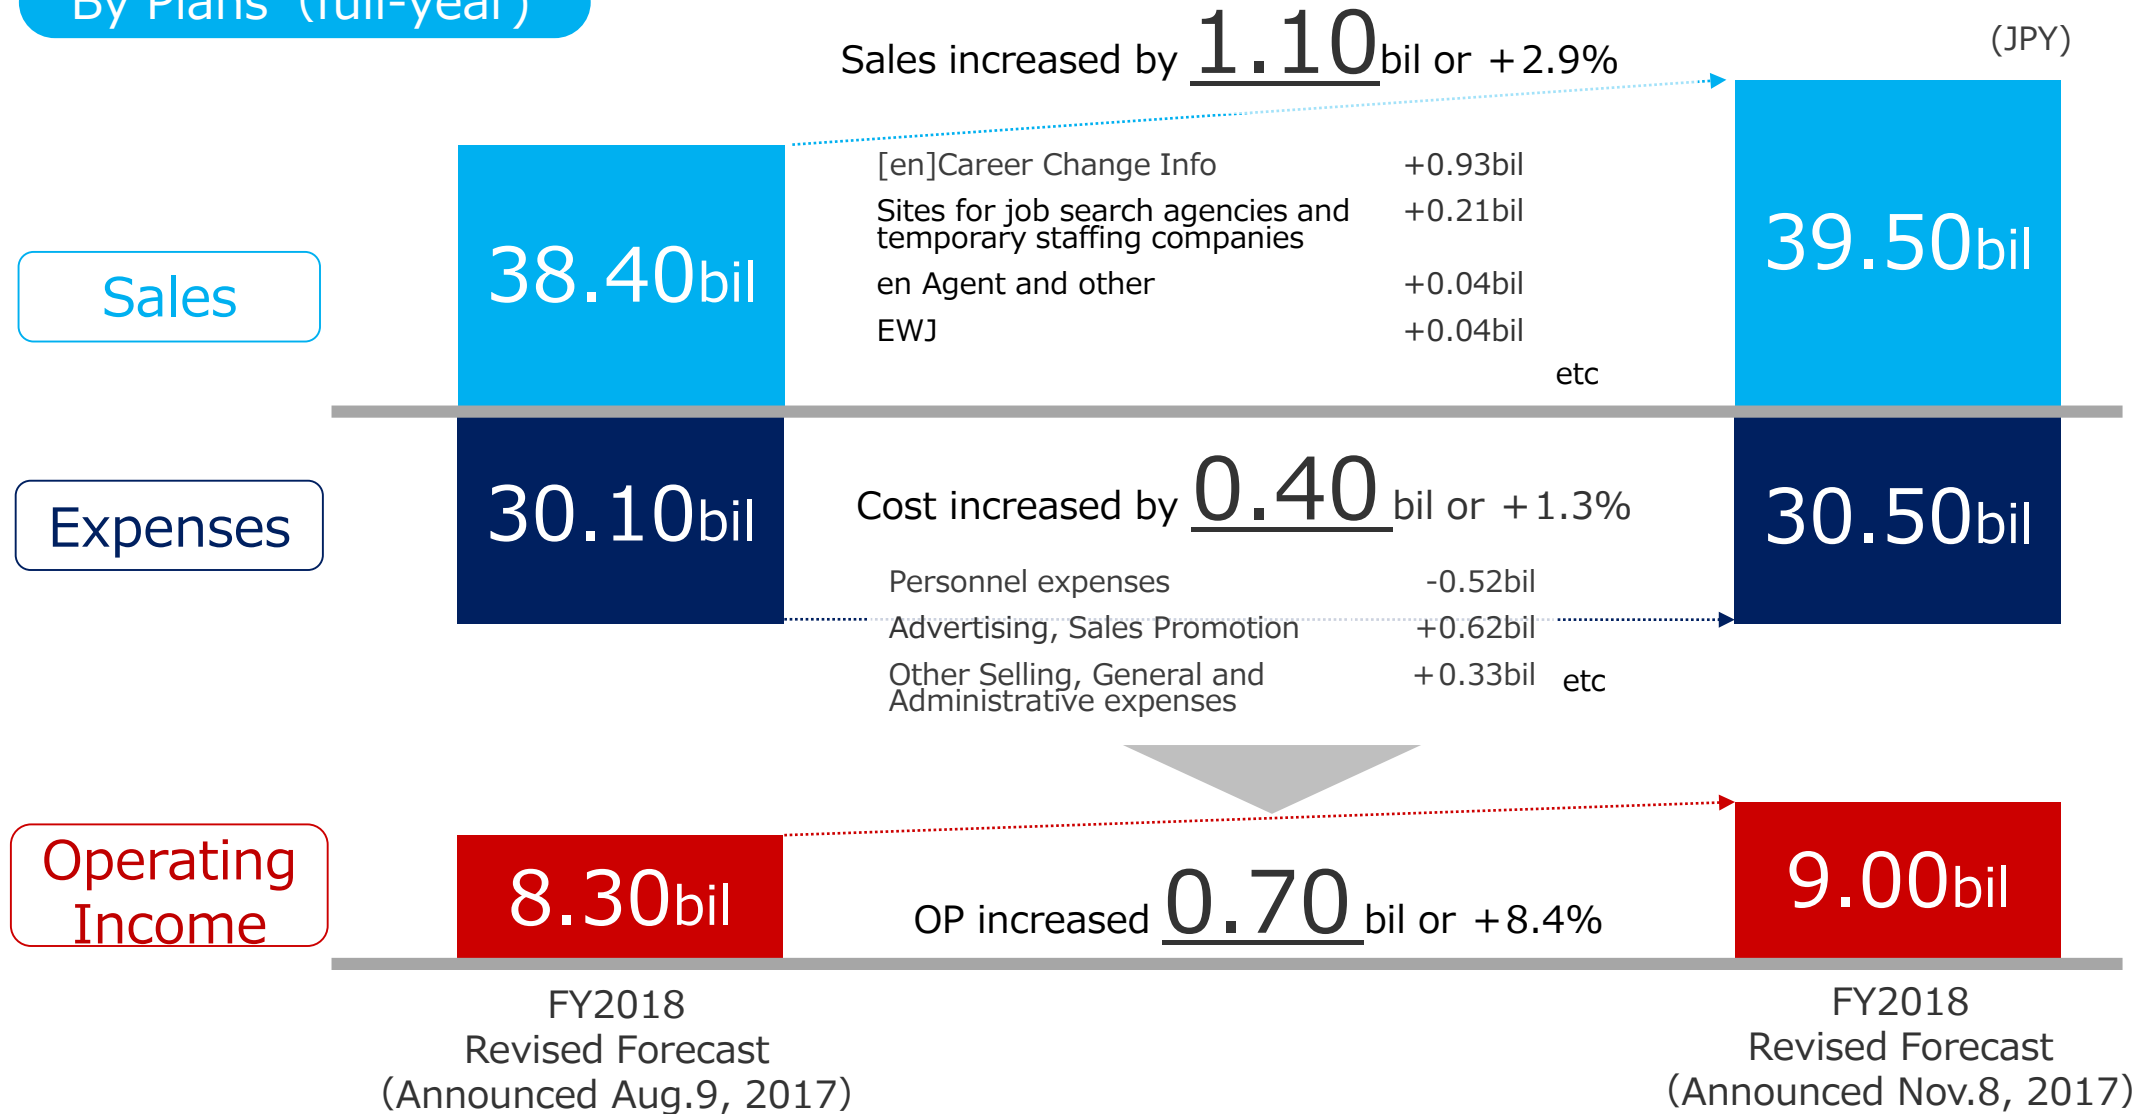 By Plans (full-year)
(JPY)
Sales increased by 1.10bil or +2.9%
[en]Career Change Info +0.93bil
Sites for job search agencies and +0.21bil
temporary staffing companies
en Agent and other +0.04bil
EWJ +0.04bil
etc
Sales
38.40bil
39.50bil
Expenses
30.10bil
Cost increased by 0.40 bil or +1.3%
30.50bil
Personnel expenses -0.52bil
Advertising, Sales Promotion +0.62bil
Other Selling, General and +0.33bil etc
Administrative expenses
Operating
Income
8.30bil
OP increased 0.70 bil or +8.4%
9.00bil
FY2018
Revised Forecast
(Announced Aug.9, 2017)
FY2018
Revised Forecast
(Announced Nov.8, 2017)